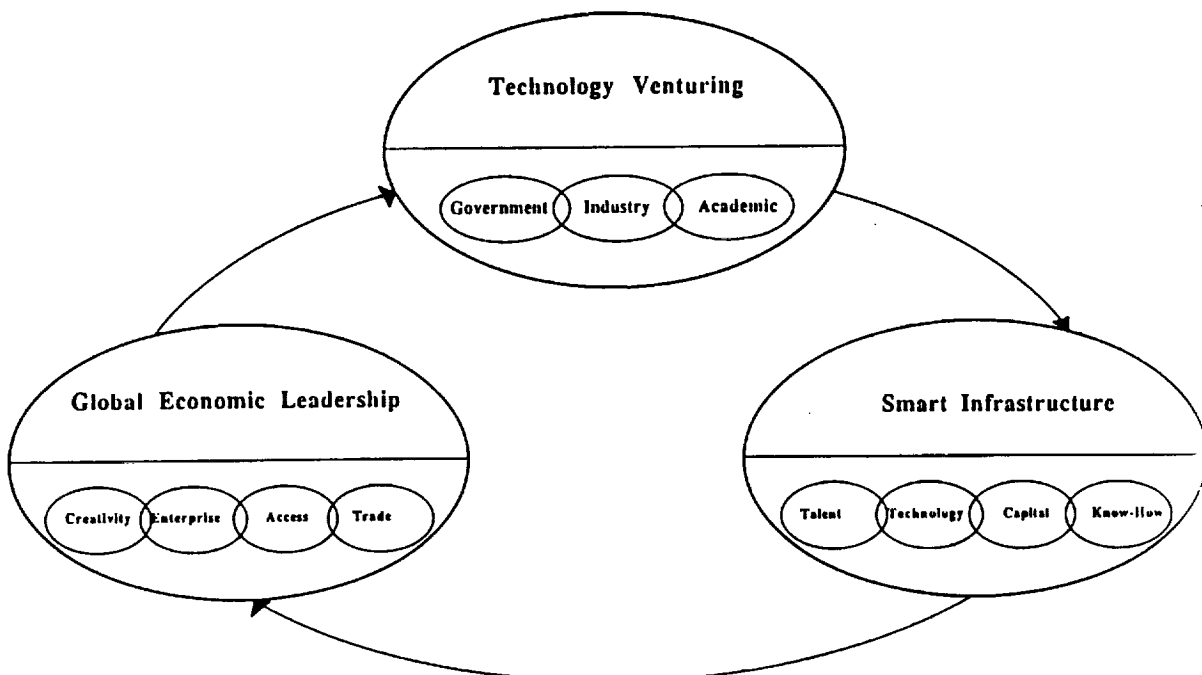 Technology Venturing
Government Industry Academic
Global Economic Leadership
Creativity Enterprise Access Trade
Smart Infrastructure
Talent Technology Capital Know-How